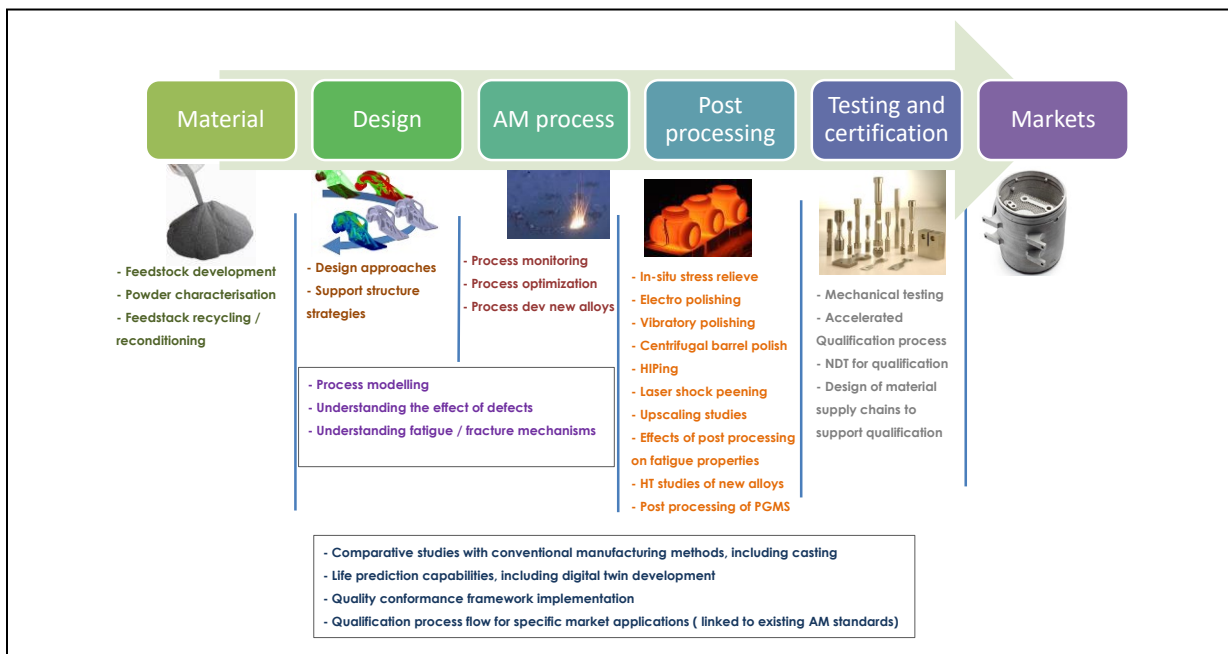 Material
Design
AM process
Post
processing
Testing and
certification
Markets
- Feedstock development
- Powder characterisation
- Feedstack recycling /
reconditioning
- Design approaches
- Support structure
strategies
- Process monitoring
- Process optimization
- Process dev new alloys
- Process modelling
- Understanding the effect of defects
- Understanding fatigue / fracture mechanisms
- In-situ stress relieve
- Electro polishing
- Vibratory polishing
- Centrifugal barrel polish
- HIPing
- Laser shock peening
- Upscaling studies
- Effects of post processing
on fatigue properties
- HT studies of new alloys
- Post processing of PGMS
- Mechanical testing
- Accelerated
Qualification process
- NDT for qualification
- Design of material
supply chains to
support qualification
- Comparative studies with conventional manufacturing methods, including casting
- Life prediction capabilities, including digital twin development
- Quality conformance framework implementation
- Qualification process flow for specific market applications ( linked to existing AM standards)